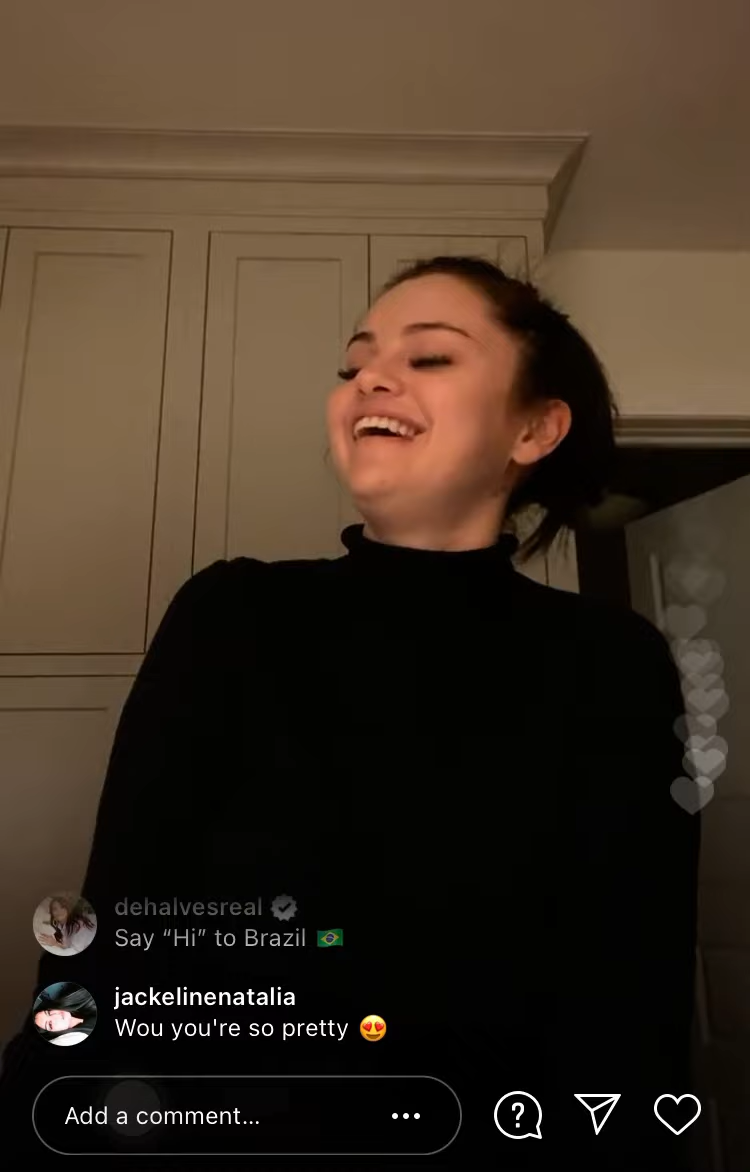 dehalvesreal
Say “Hi” to Brazil 🇧🇷
jackelinenatalia
Wou you're so pretty 😍
Add a comment...